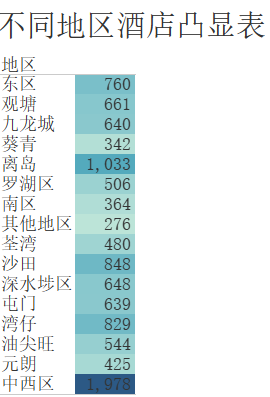 不同地区酒店凸显表
地区
东区 760
观塘 661
九龙城 640
葵青 342
离岛 1,033
罗湖区 506
南区 364
其他地区 276
荃湾 480
沙田 848
深水埗区 648
屯门 639
湾仔 829
油尖旺 544
元朗 425
中西区 1,978